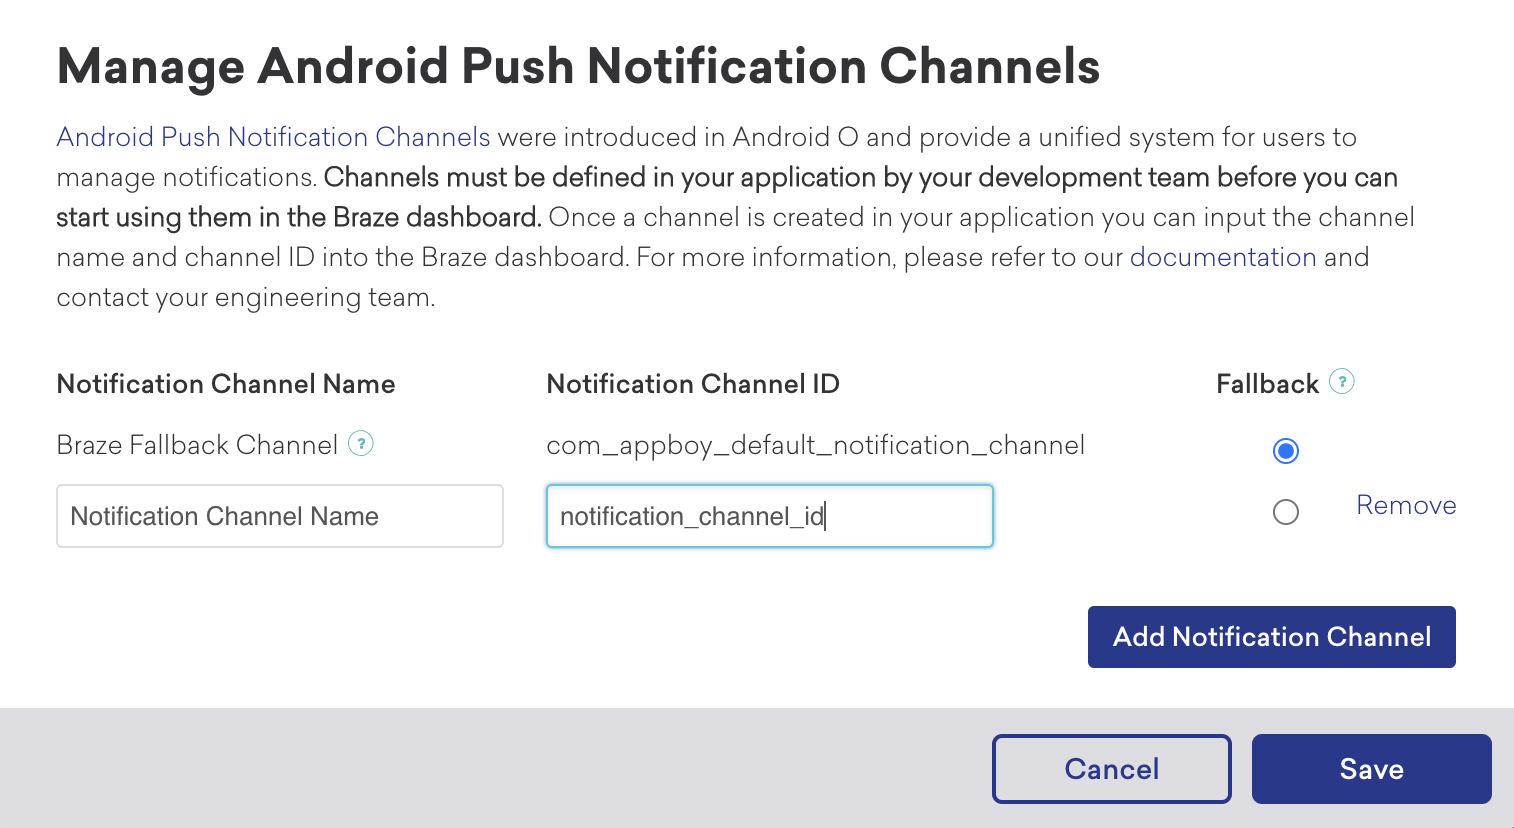 Manage Android Push Notification Channels
Android Push Notification Channels were introduced in Android O and provide a unified system for users to
manage notifications. Channels must be defined in your application by your development team before you can
start using them in the Braze dashboard. Once a channel is created in your application you can input the channel
name and channel ID into the Braze dashboard. For more information, please refer to our documentation and
contact your engineering team.
Notification Channel Name Notification Channel ID Fallback ?
Braze Fallback Channel ? com_appboy_default_notification_channel
Notification Channel Name notification_channel_id Remove
Add Notification Channel
Cancel Save